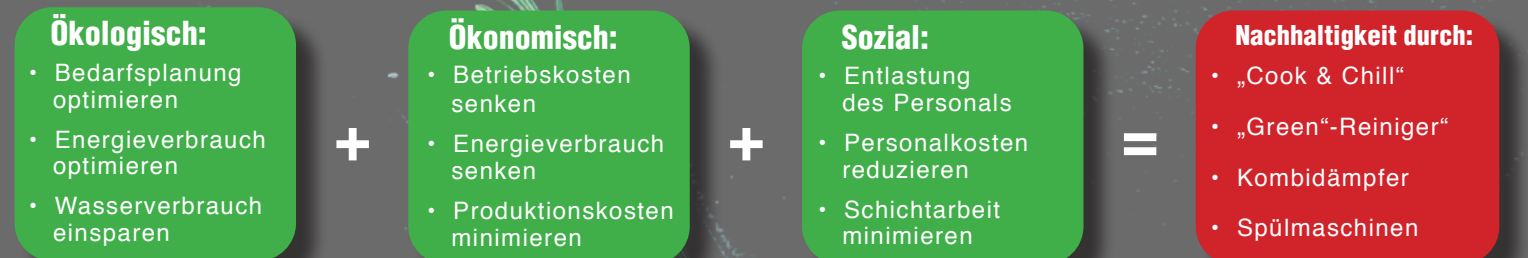 Ökologisch:
• Bedarfsplanung
optimieren
• Energieverbrauch
optimieren
• Wasserverbrauch
einsparen
+
Ökonomisch:
• Betriebskosten
senken
• Energieverbrauch
senken
• Produktionskosten
minimieren
+
Sozial:
• Entlastung
des Personals
• Personalkosten
reduzieren
• Schichtarbeit
minimieren
=
Nachhaltigkeit durch:
• „Cook & Chill“
• „Green“-Reiniger“
• Kombidämpfer
• Spülmaschinen